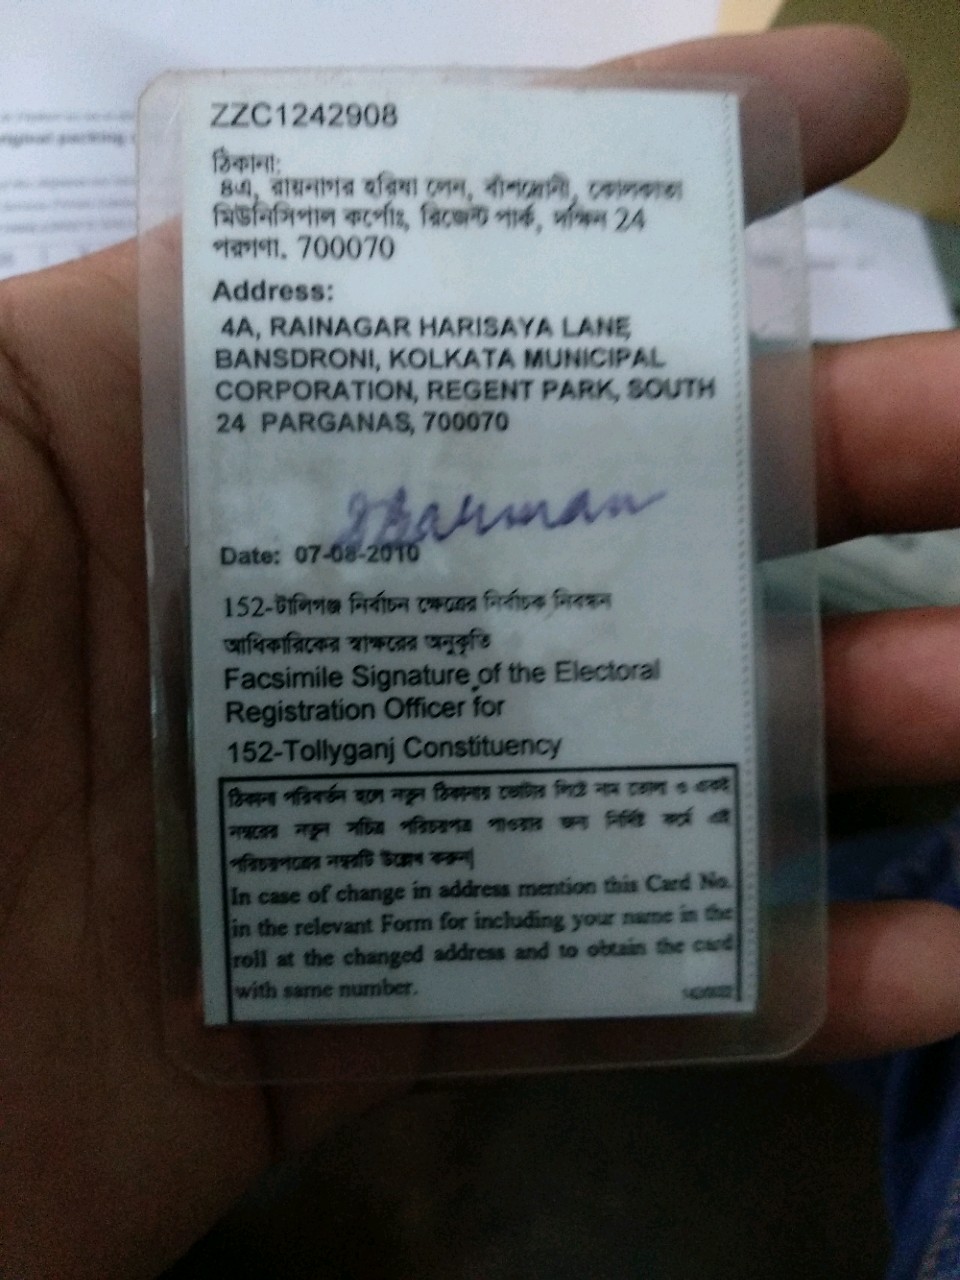 ZZC1242908
ঠিকানা:
৪এ, রায়নাগর হরিষা লেন, বাঁশদ্রোনী, কোলকাতা
মিউনিসিপাল কর্পোঃ, রিজেন্ট পার্ক, দক্ষিন 24
পরগণা. 700070
Address:
4A, RAINAGAR HARISAYA LANE
BANSDRONI, KOLKATA MUNICIPAL
CORPORATION, REGENT PARK, SOUTH
24 PARGANAS, 700070
Date: 07-08-2010
152-টালিগঞ্জ নির্বাচন ক্ষেত্রের নির্বাচক নিবন্ধন
আধিকারিকের স্বাক্ষরের অনুকৃতি
Facsimile Signature of the Electoral
Registration Officer for
152-Tollyganj Constituency
ঠিকানা পরিবর্তন হলে নতুন ঠিকানায় ভোটার লিষ্টে নাম তোলা ও একই
নম্বরের নতুন সচিত্র পরিচয়পত্র পাওয়ার জন্য নির্দিষ্ট ফর্মে এই
পরিচয়পত্রের নম্বরটি উল্লেখ করুন|
In case of change in address mention this Card No.
in the relevant Form for including your name in the
roll at the changed address and to obtain the card
with same number.